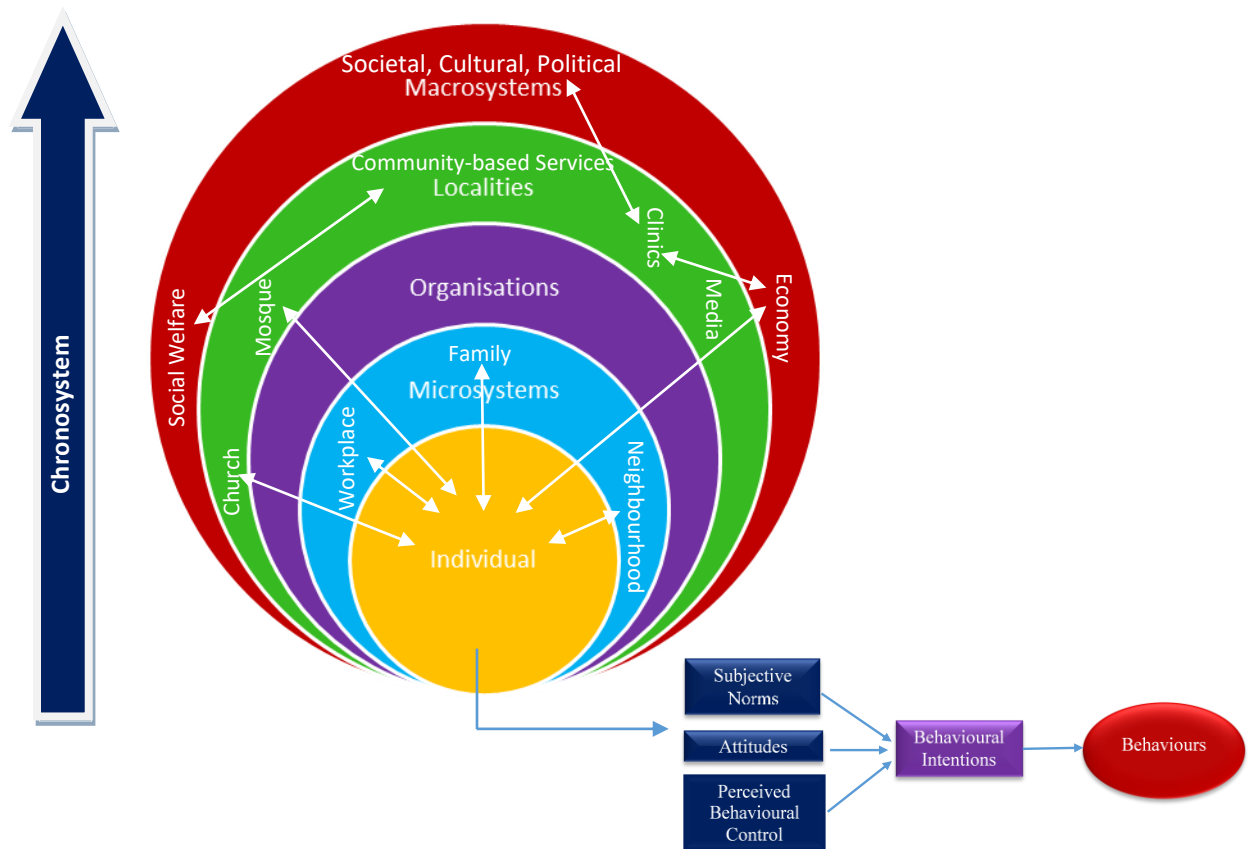 Societal, Cultural, Political
Macrosystems
Community-based Services
Localities
Clinics
Organisations
Mosque
Media
Economy
Social Welfare
Family
Microsystems
Workplace
Neighbourhood
Church
Individual
Chronosystem
Subjective
Norms
Attitudes
Perceived
Behavioural
Control
Behavioural
Intentions
Behaviours